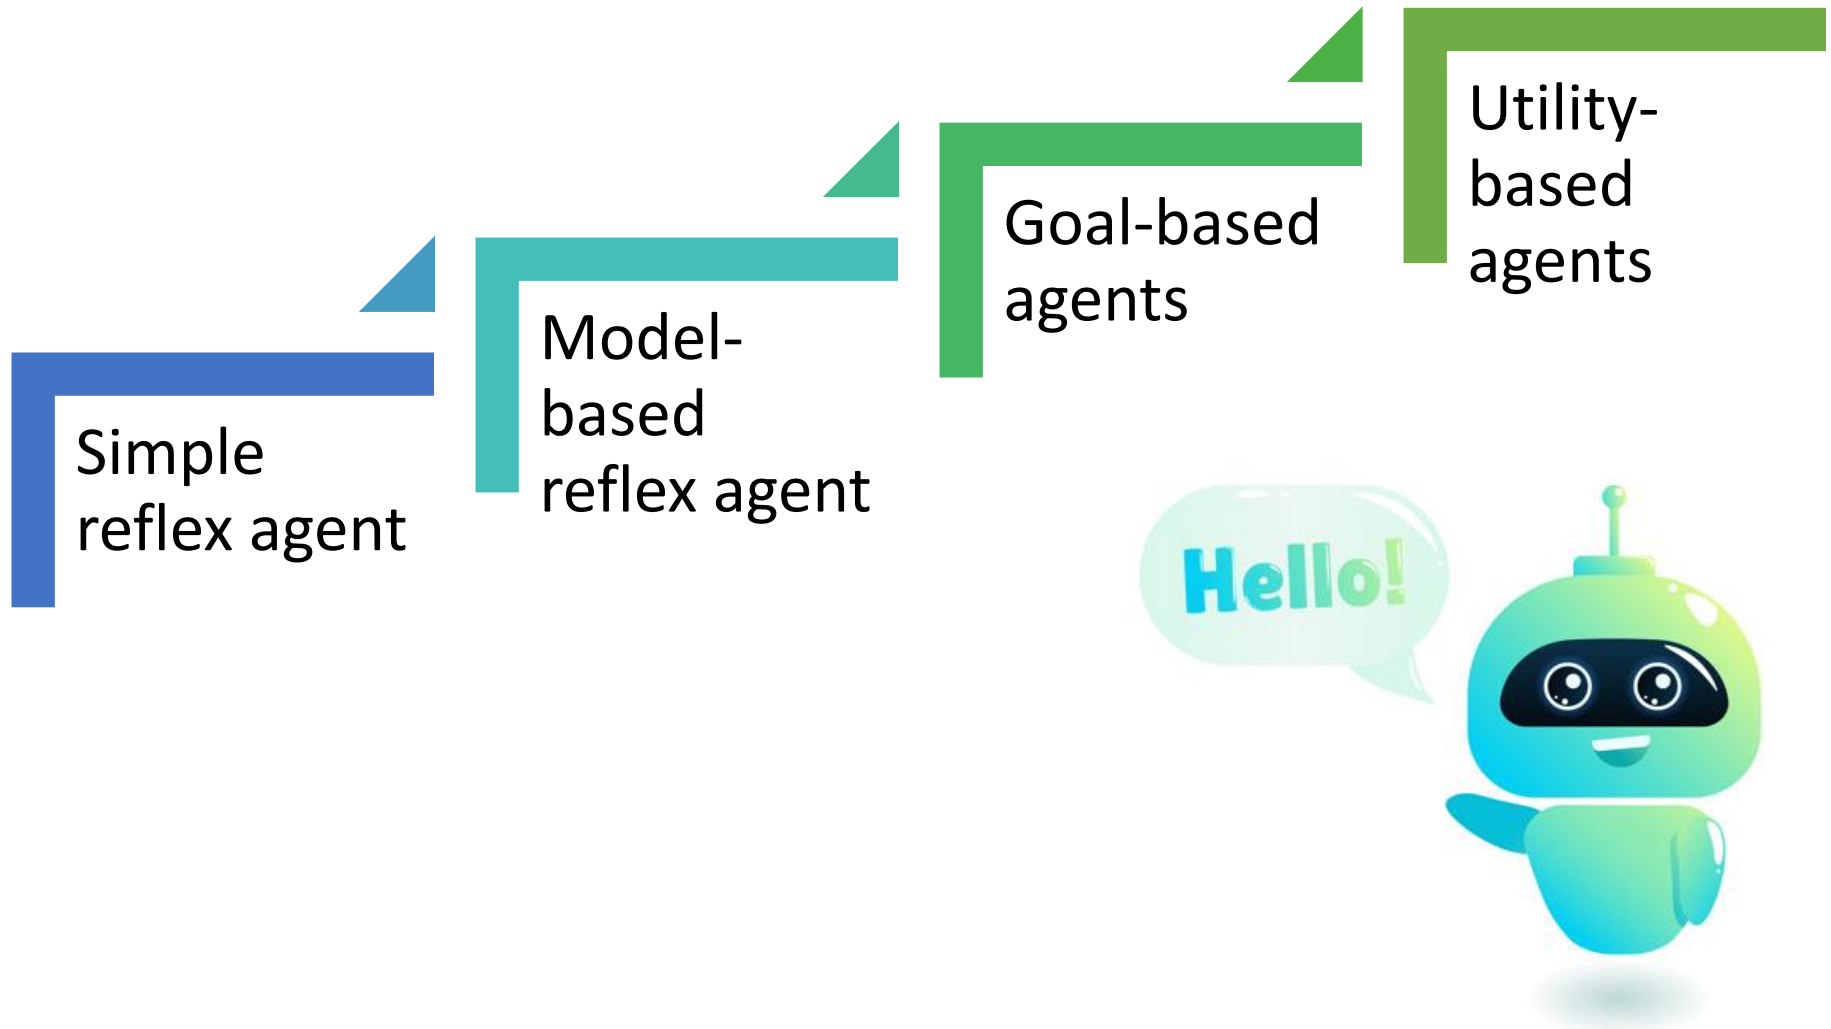 Simple
reflex agent
Model-
based
reflex agent
Goal-based
agents
Utility-
based
agents
Hello!